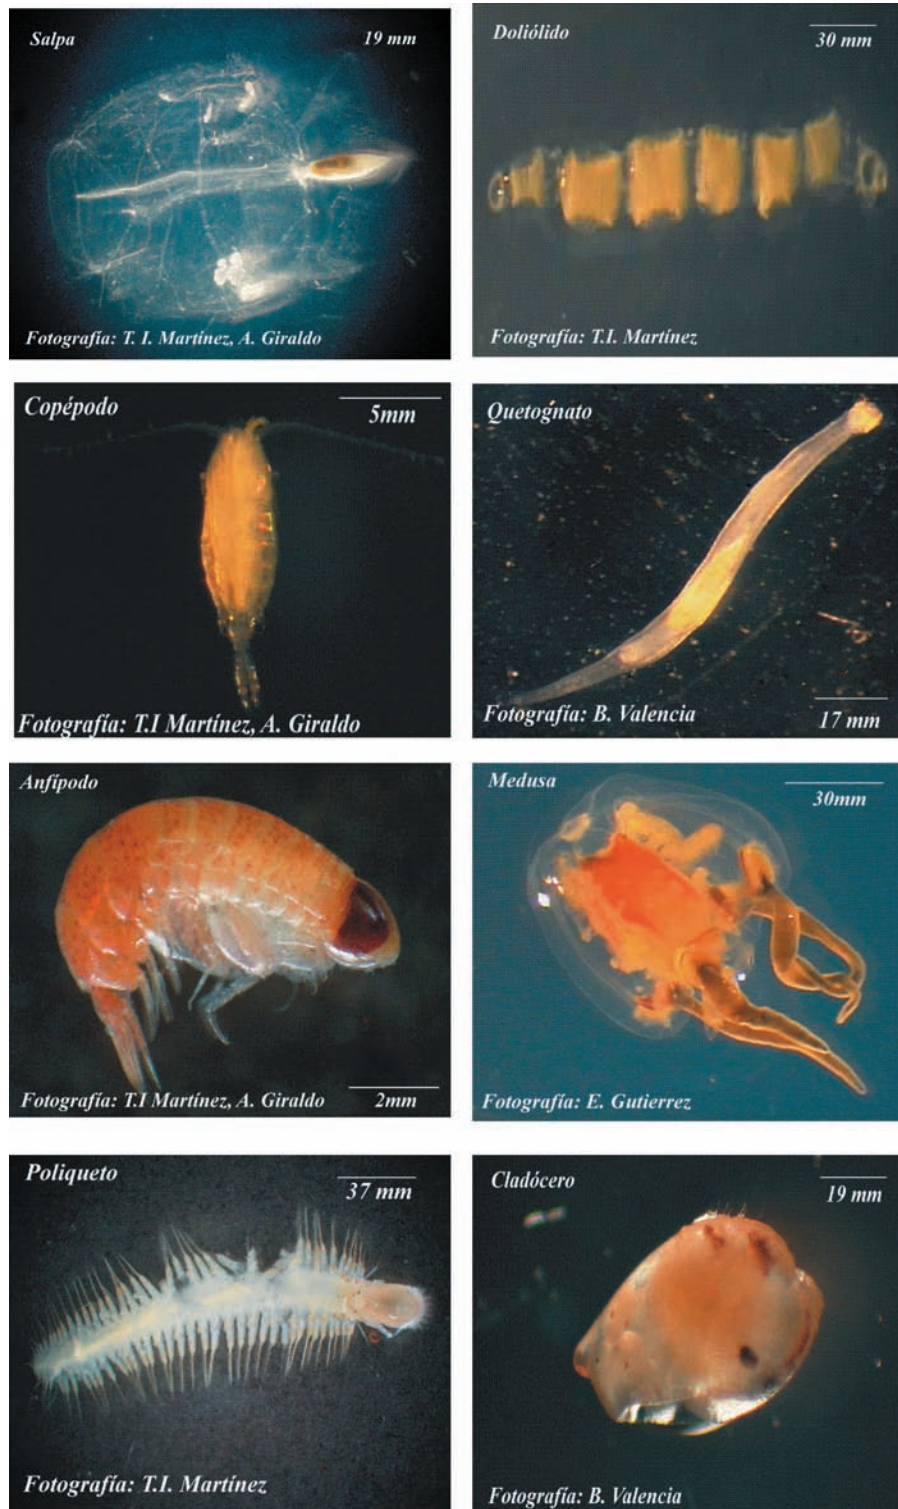 Salpa
19 mm
Fotografía: T. I. Martínez, A. Giraldo
Doliólido
30 mm
Fotografía: T.I. Martínez
Copépodo
5mm
Fotografía: T.I Martínez, A. Giraldo
Quetognato
Fotografía: B. Valencia
17 mm
Anfípodo
Fotografía: T.I Martínez, A. Giraldo
2mm
Medusa
30mm
Fotografía: E. Gutierrez
Poliqueto
37 mm
Fotografía: T.I. Martínez
Cladócero
19 mm
Fotografía: B. Valencia